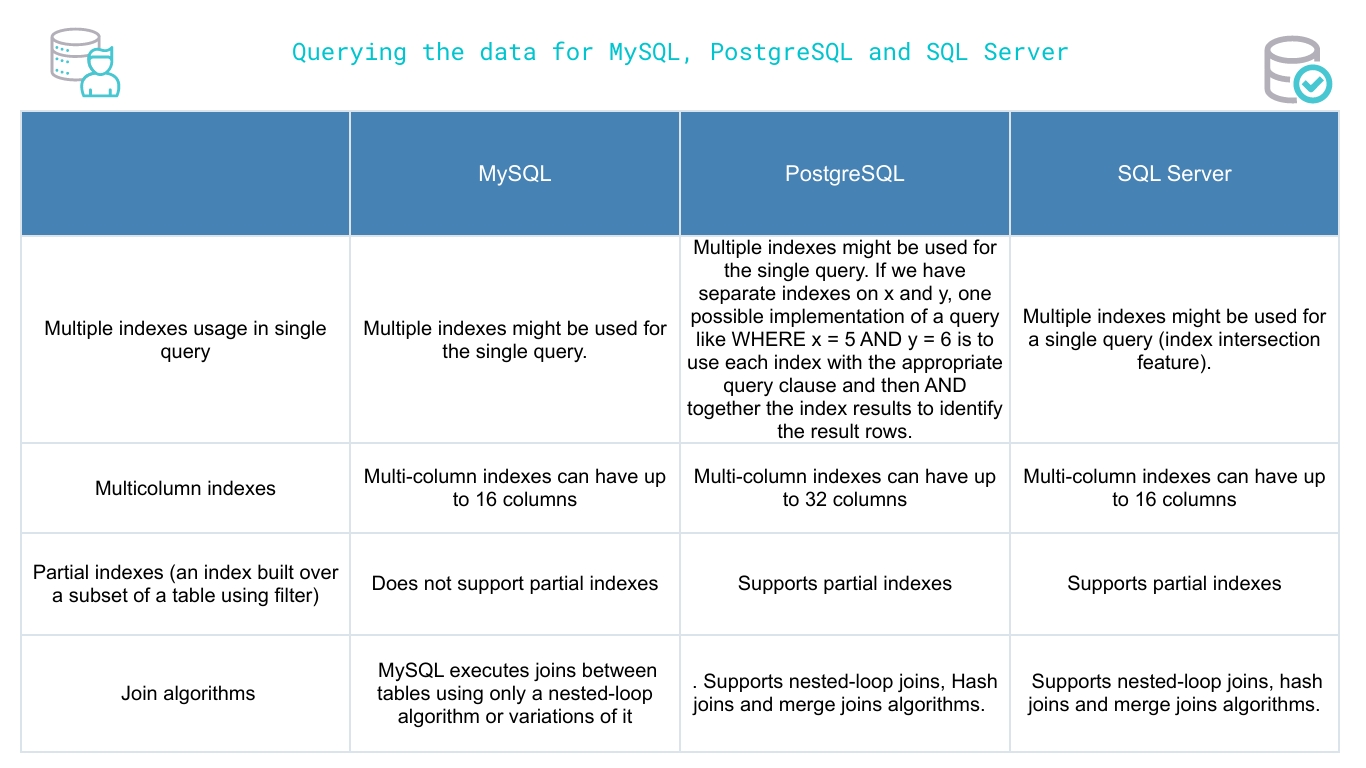 Querying the data for MySQL, PostgreSQL and SQL Server
MySQL
PostgreSQL
SQL Server
Multiple indexes usage in single
query
Multiple indexes might be used for
the single query.
Multiple indexes might be used for
the single query. If we have
separate indexes on x and y, one
possible implementation of a query
like WHERE x = 5 AND y = 6 is to
use each index with the appropriate
query clause and then AND
together the index results to identify
the result rows.
Multiple indexes might be used for
a single query (index intersection
feature).
Multicolumn indexes
Multi-column indexes can have up
to 16 columns
Multi-column indexes can have up
to 32 columns
Multi-column indexes can have up
to 16 columns
Partial indexes (an index built over
a subset of a table using filter)
Does not support partial indexes
Supports partial indexes
Supports partial indexes
Join algorithms
MySQL executes joins between
tables using only a nested-loop
algorithm or variations of it
. Supports nested-loop joins, Hash
joins and merge joins algorithms.
Supports nested-loop joins, hash
joins and merge joins algorithms.